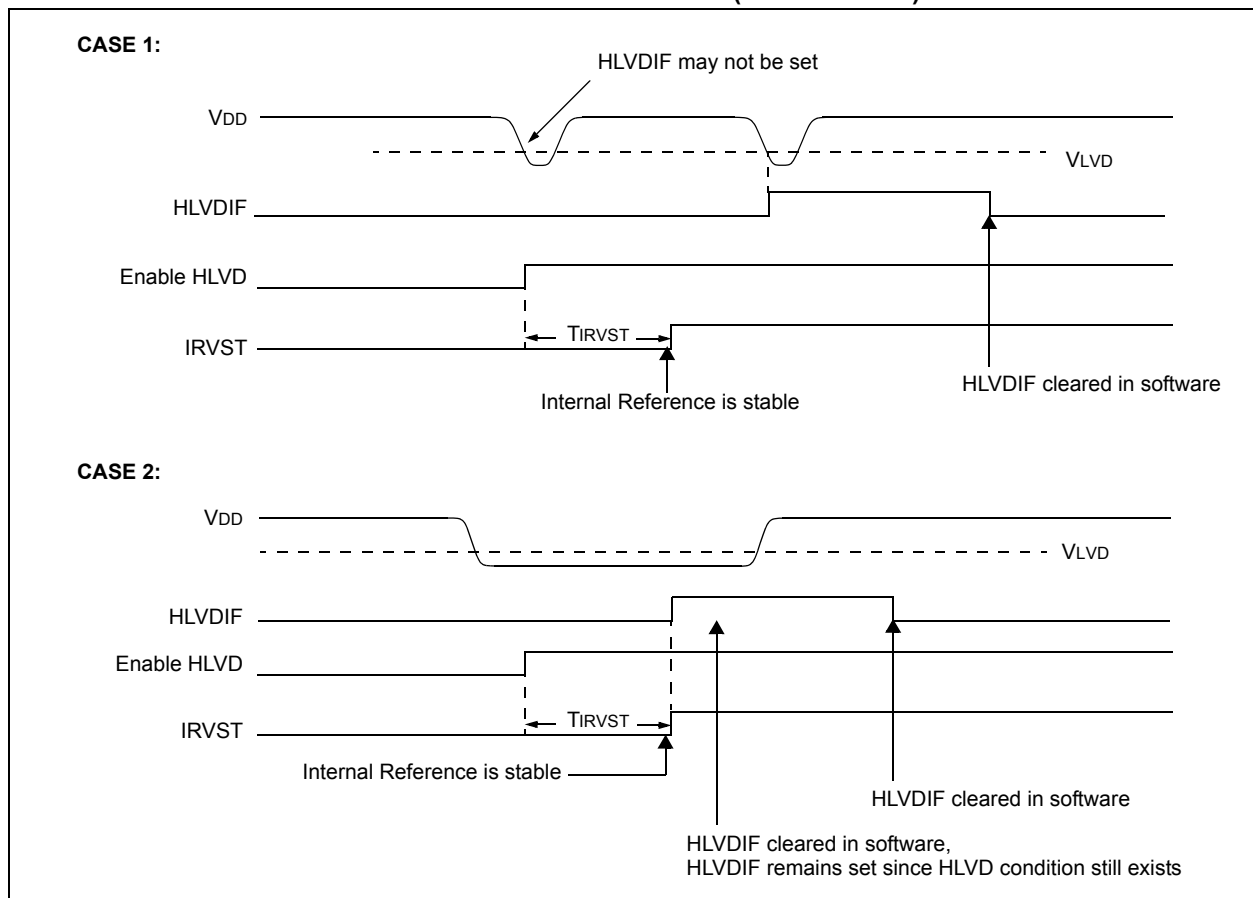 CASE 1:
HLVDIF may not be set
VDD
VLVD
HLVDIF
Enable HLVD
TIRVST
IRVST
HLVDIF cleared in software
Internal Reference is stable
CASE 2:
VDD
VLVD
HLVDIF
Enable HLVD
TIRVST
IRVST
Internal Reference is stable
HLVDIF cleared in software
HLVDIF cleared in software,
HLVDIF remains set since HLVD condition still exists